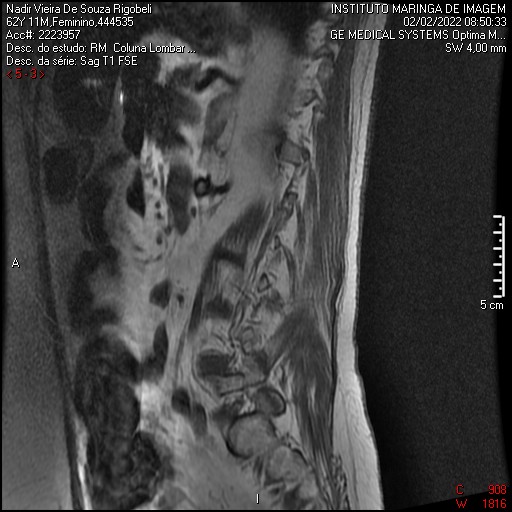 Nadir Vieira De Souza Rigobeli
62Y 11M,Feminino,444535
Acc#: 2223957
Desc. do estudo: RM Coluna Lombar ...
Desc. da série: Sag T1 FSE
< 5 - 3 >
INSTITUTO MARINGA DE IMAGEM
02/02/2022 08:50:33
GE MEDICAL SYSTEMS Optima M...
SW 4,00 mm
A
5 cm
I
C 908
W 1816